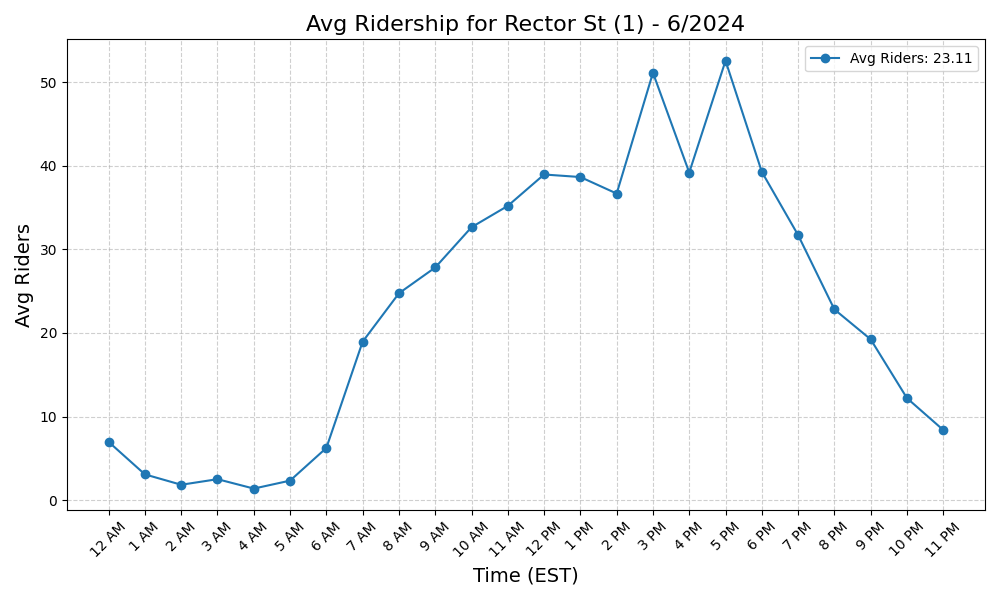 Avg Ridership for Rector St (1) - 6/2024
Avg Riders: 23.11
Avg Riders
50
40
30
20
10
0
12 AM
1 AM
2 AM
3 AM
4 AM
5 AM
6 AM
7 AM
8 AM
9 AM
10 AM
11 AM
12 PM
1 PM
2 PM
3 PM
4 PM
5 PM
6 PM
7 PM
8 PM
9 PM
10 PM
11 PM
Time (EST)